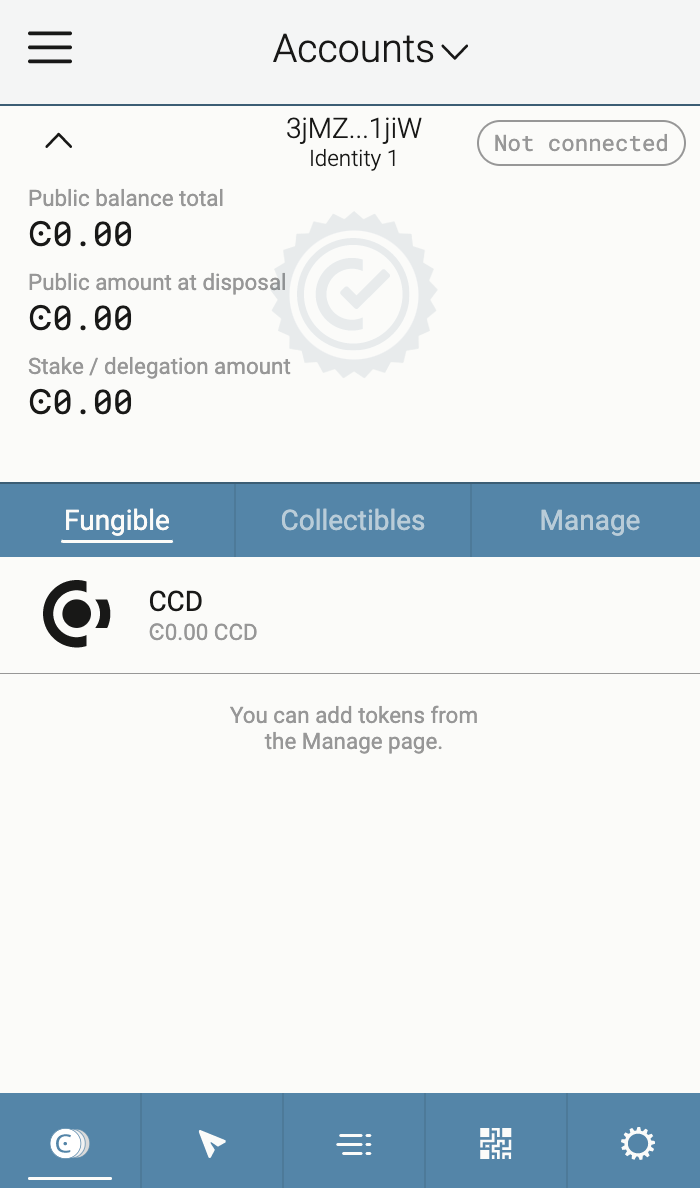 Accounts
3jMZ...1jiW
Identity 1
Not connected
Public balance total
Ͼ0.00
Public amount at disposal
Ͼ0.00
Stake / delegation amount
Ͼ0.00
Fungible
Collectibles
Manage
CCD
Ͼ0.00 CCD
You can add tokens from
the Manage page.